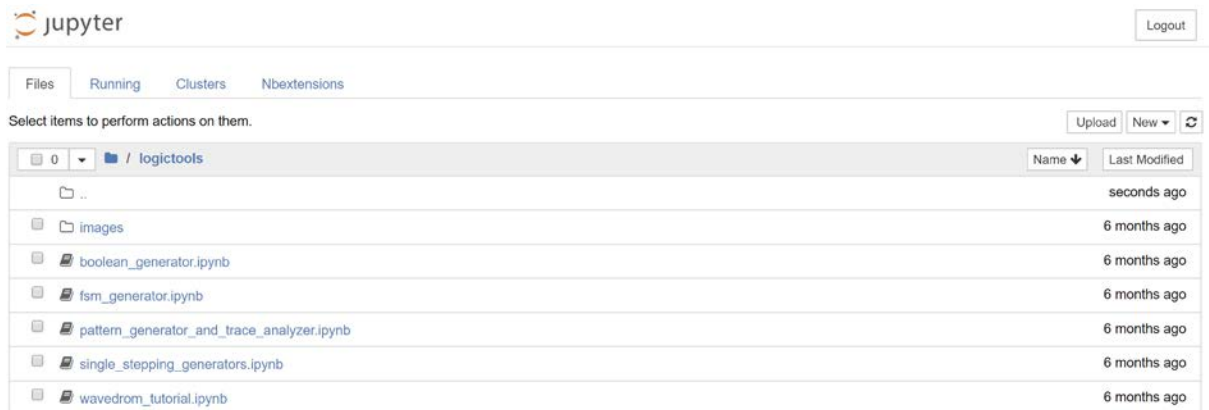 jupyter Logout
Files Running Clusters Nbextensions
Select items to perform actions on them. Upload New
0 / logictools Name Last Modified
.. seconds ago
images 6 months ago
boolean_generator.ipynb 6 months ago
fsm_generator.ipynb 6 months ago
pattern_generator_and_trace_analyzer.ipynb 6 months ago
single_stepping_generators.ipynb 6 months ago
wavedrom_tutorial.ipynb 6 months ago